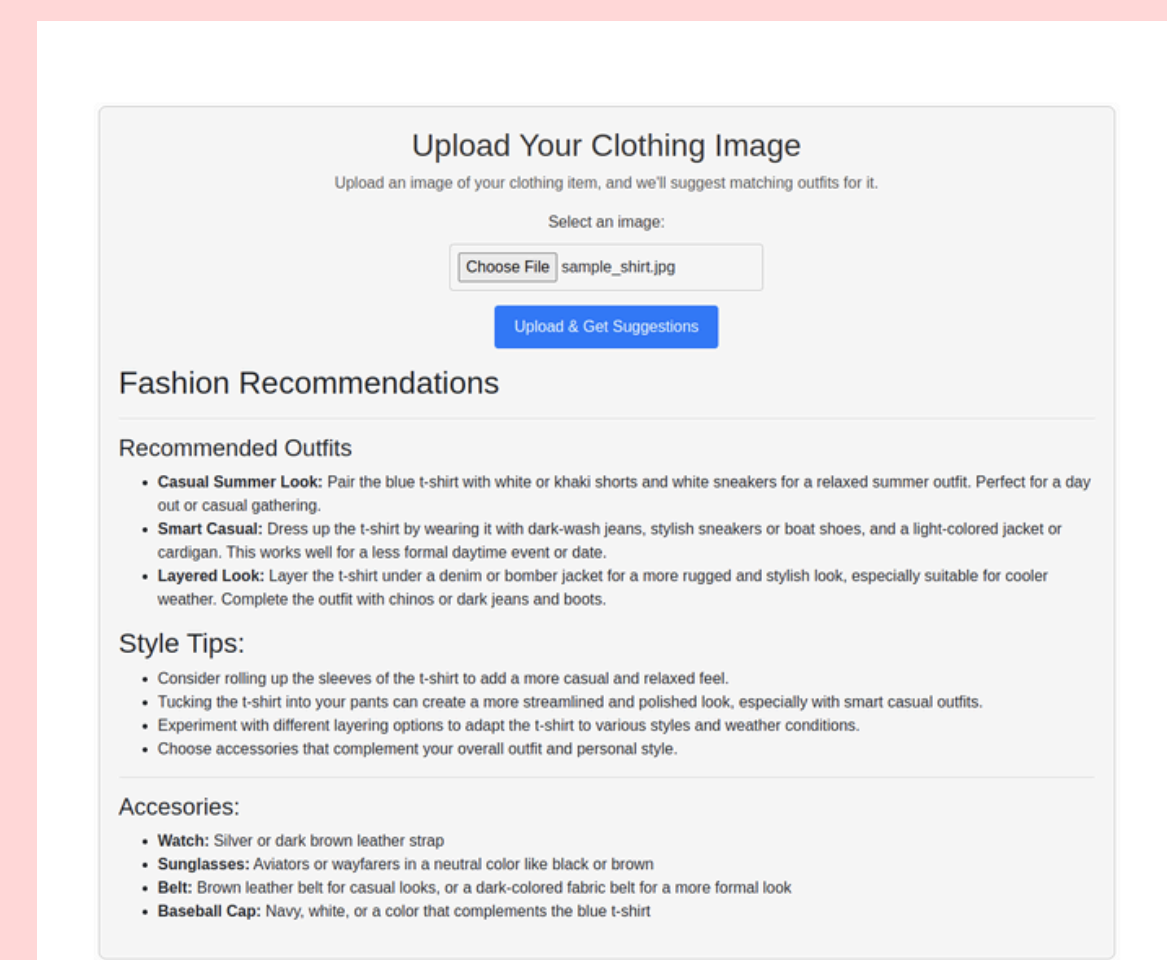 Upload Your Clothing Image
Upload an image of your clothing item, and we'll suggest matching outfits for it.
Select an image:
Choose File sample_shirt.jpg
Upload & Get Suggestions
Fashion Recommendations
Recommended Outfits
• Casual Summer Look: Pair the blue t-shirt with white or khaki shorts and white sneakers for a relaxed summer outfit. Perfect for a day
out or casual gathering.
• Smart Casual: Dress up the t-shirt by wearing it with dark-wash jeans, stylish sneakers or boat shoes, and a light-colored jacket or
cardigan. This works well for a less formal daytime event or date.
• Layered Look: Layer the t-shirt under a denim or bomber jacket for a more rugged and stylish look, especially suitable for cooler
weather. Complete the outfit with chinos or dark jeans and boots.
Style Tips:
• Consider rolling up the sleeves of the t-shirt to add a more casual and relaxed feel.
• Tucking the t-shirt into your pants can create a more streamlined and polished look, especially with smart casual outfits.
• Experiment with different layering options to adapt the t-shirt to various styles and weather conditions.
• Choose accessories that complement your overall outfit and personal style.
Accesories:
• Watch: Silver or dark brown leather strap
• Sunglasses: Aviators or wayfarers in a neutral color like black or brown
• Belt: Brown leather belt for casual looks, or a dark-colored fabric belt for a more formal look
• Baseball Cap: Navy, white, or a color that complements the blue t-shirt